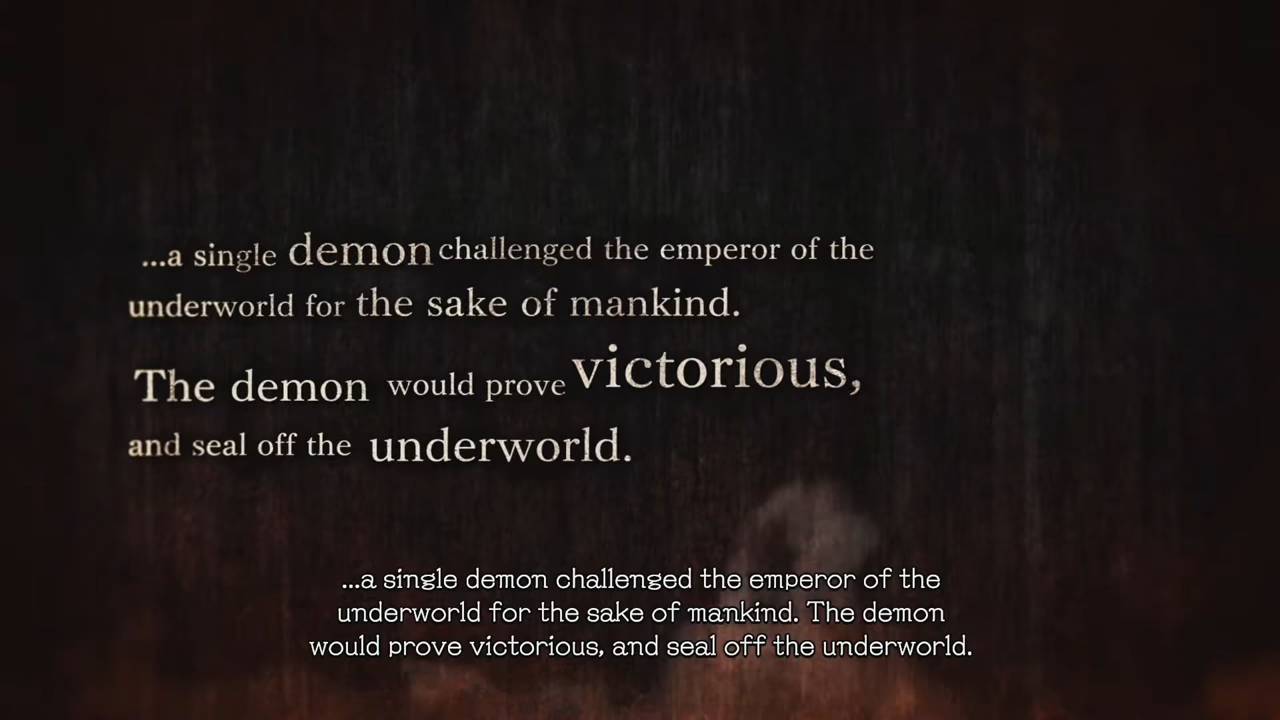 ...a single demon challenged the emperor of the
underworld for the sake of mankind.
The demon would prove victorious,
and seal off the underworld.
...a single demon challenged the emperor of the
underworld for the sake of mankind. The demon
would prove victorious, and seal off the underworld.